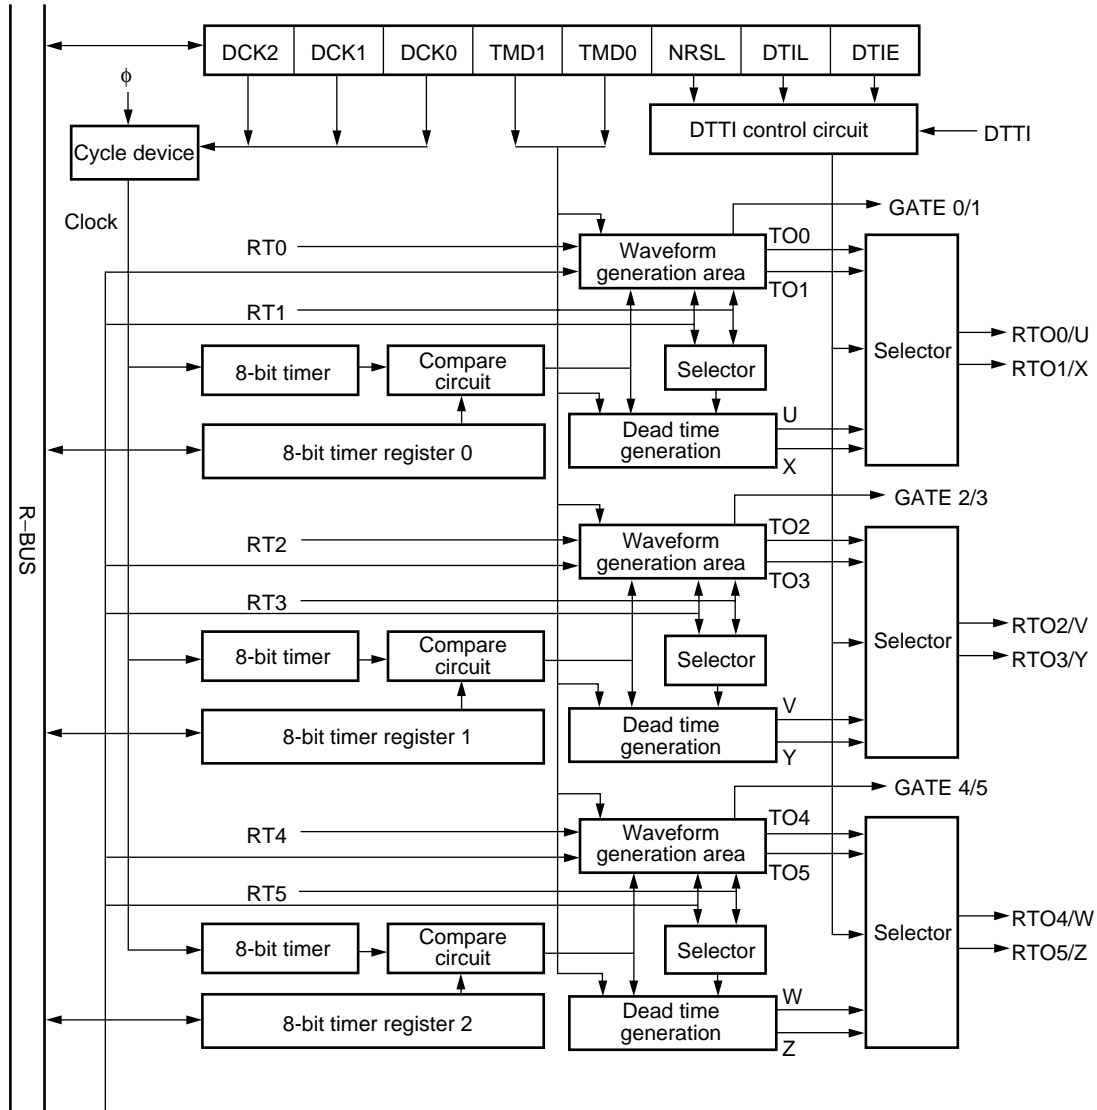 DCK2 DCK1 DCK0 TMD1 TMD0 NRSL DTIL DTIE
ϕ
DTTI control circuit
DTTI
Cycle device
Clock
GATE 0/1
RT0
Waveform
generation area
TO0
TO1
RT1
8-bit timer
Compare
circuit
Selector
Selector
RTO0/U
RTO1/X
8-bit timer register 0
Dead time
generation
U
X
R–BUS
GATE 2/3
RT2
Waveform
generation area
TO2
TO3
RT3
8-bit timer
Compare
circuit
Selector
Selector
RTO2/V
RTO3/Y
8-bit timer register 1
Dead time
generation
V
Y
GATE 4/5
RT4
Waveform
generation area
TO4
TO5
RT5
8-bit timer
Compare
circuit
Selector
Selector
RTO4/W
RTO5/Z
8-bit timer register 2
Dead time
generation
W
Z